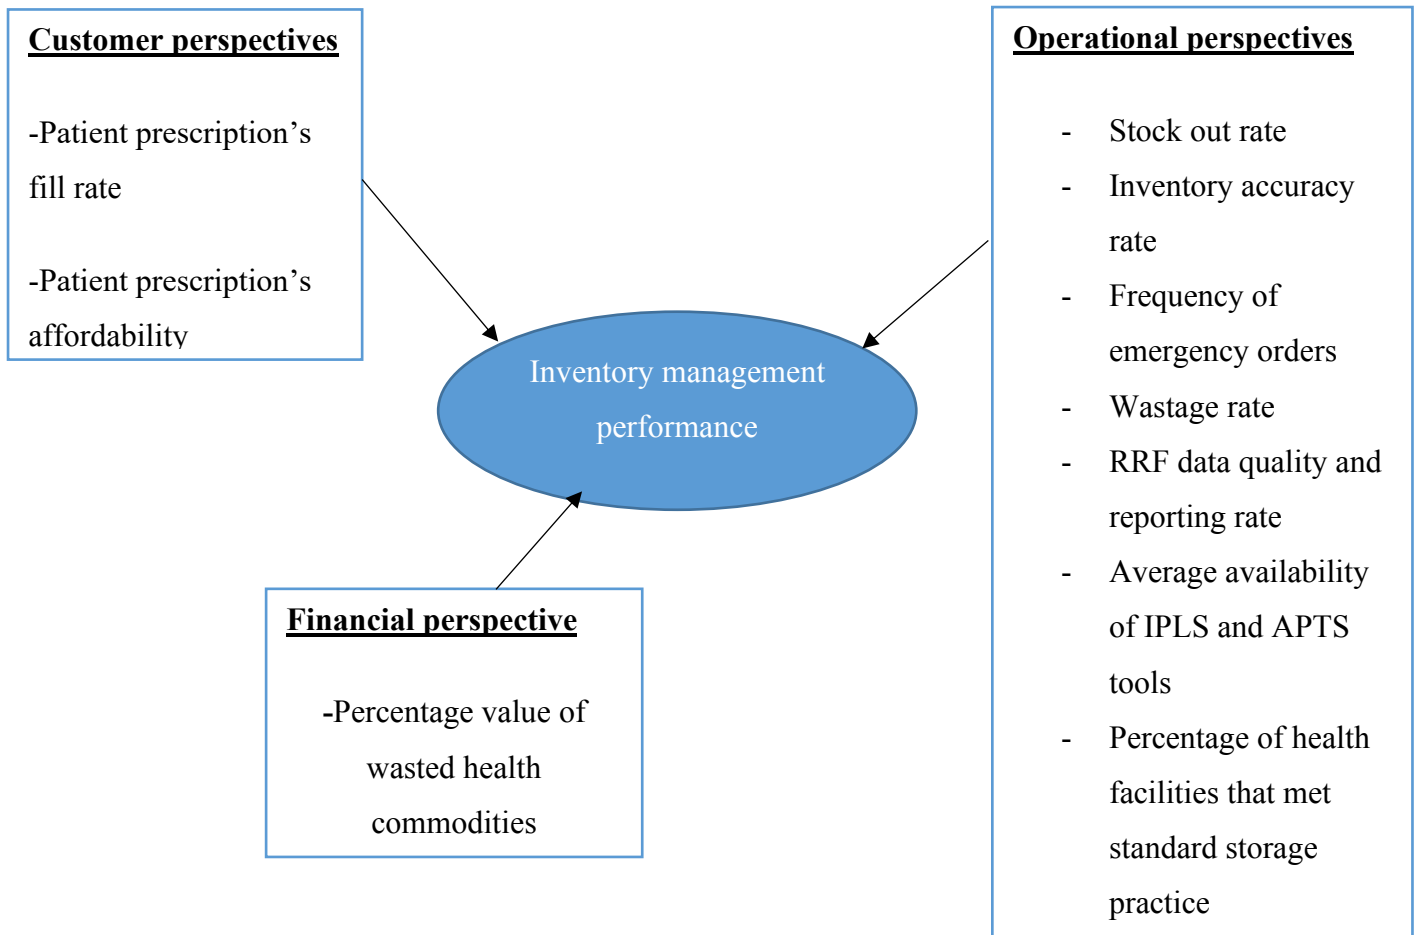 Customer perspectives
-Patient prescription’s
fill rate
-Patient prescription’s
affordability
Operational perspectives
- Stock out rate
- Inventory accuracy
rate
- Frequency of
emergency orders
- Wastage rate
- RRF data quality and
reporting rate
- Average availability
of IPLS and APTS
tools
- Percentage of health
facilities that met
standard storage
practice
Inventory management
performance
Financial perspective
-Percentage value of
wasted health
commodities